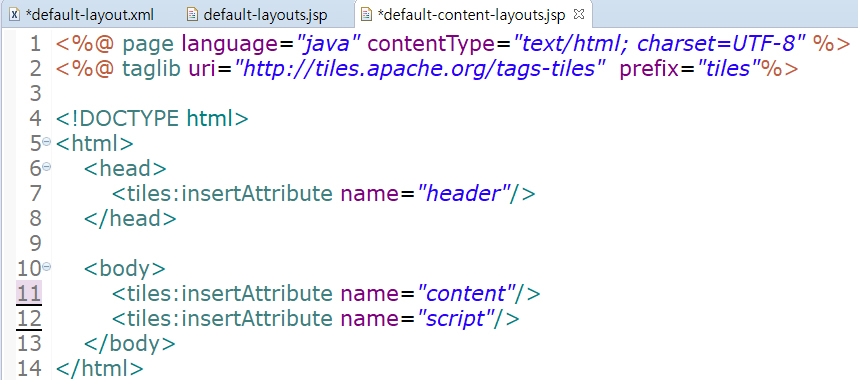 *default-layout.xml default-layouts.jsp *default-content-layouts.jsp
1 <%@ page language="java" contentType="text/html; charset=UTF-8" %>
2 <%@ taglib uri="http://tiles.apache.org/tags-tiles"  prefix="tiles"%>
3
4 <!DOCTYPE html>
5 <html>
6 <head>
7 <tiles:insertAttribute name="header"/>
8 </head>
9
10 <body>
11 <tiles:insertAttribute name="content"/>
12 <tiles:insertAttribute name="script"/>
13 </body>
14 </html>